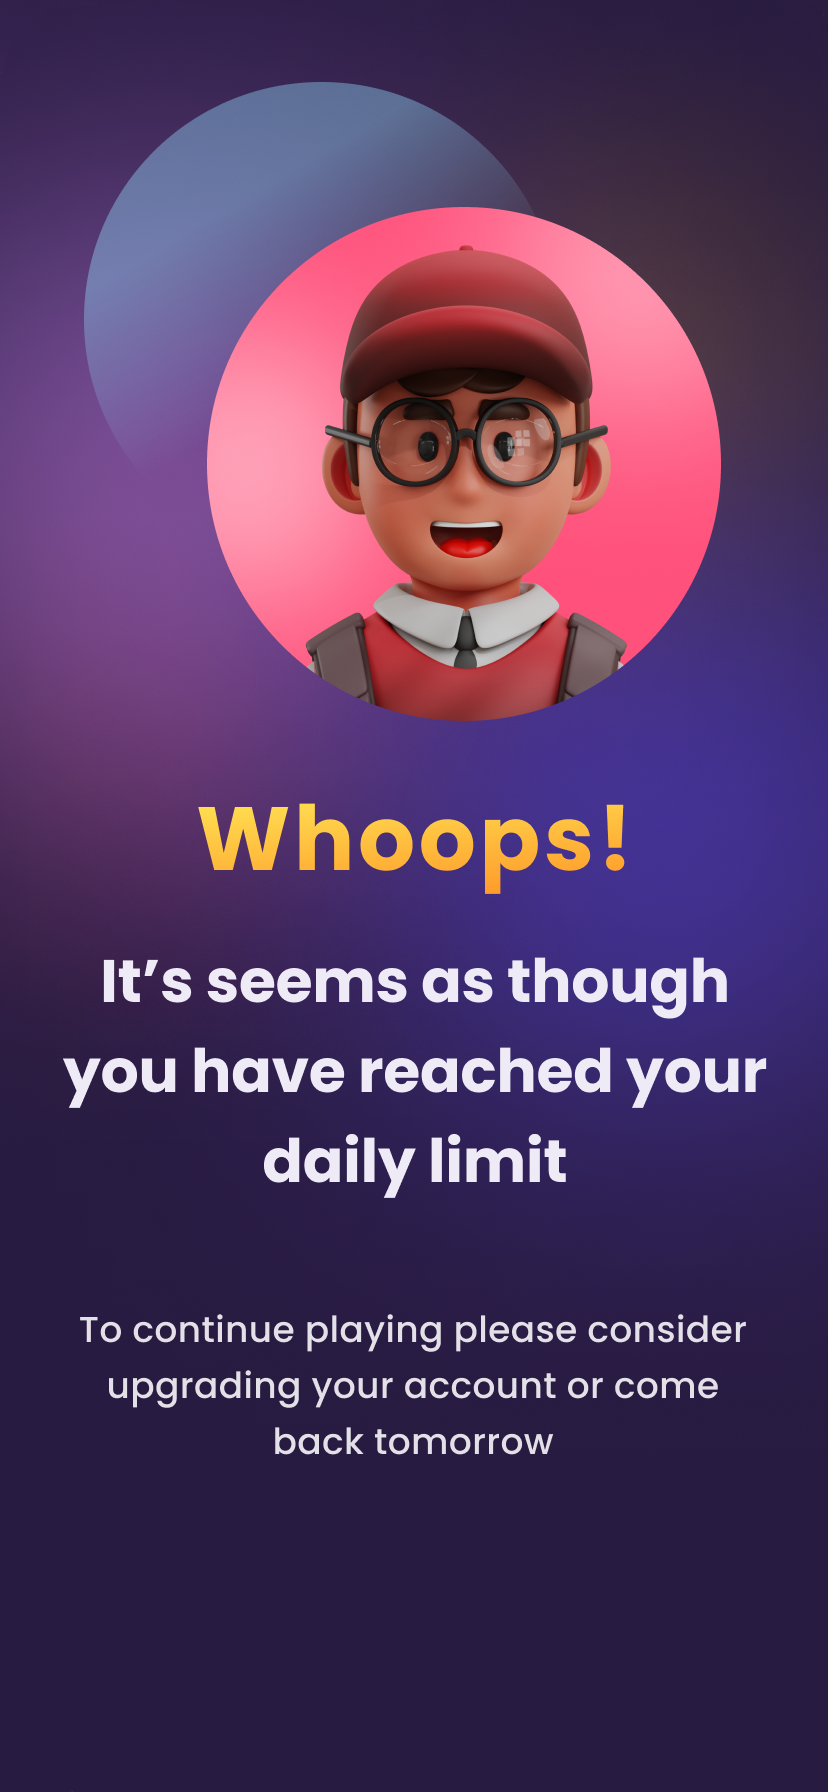 Whoops!
It’s seems as though
you have reached your
daily limit
To continue playing please consider
upgrading your account or come
back tomorrow